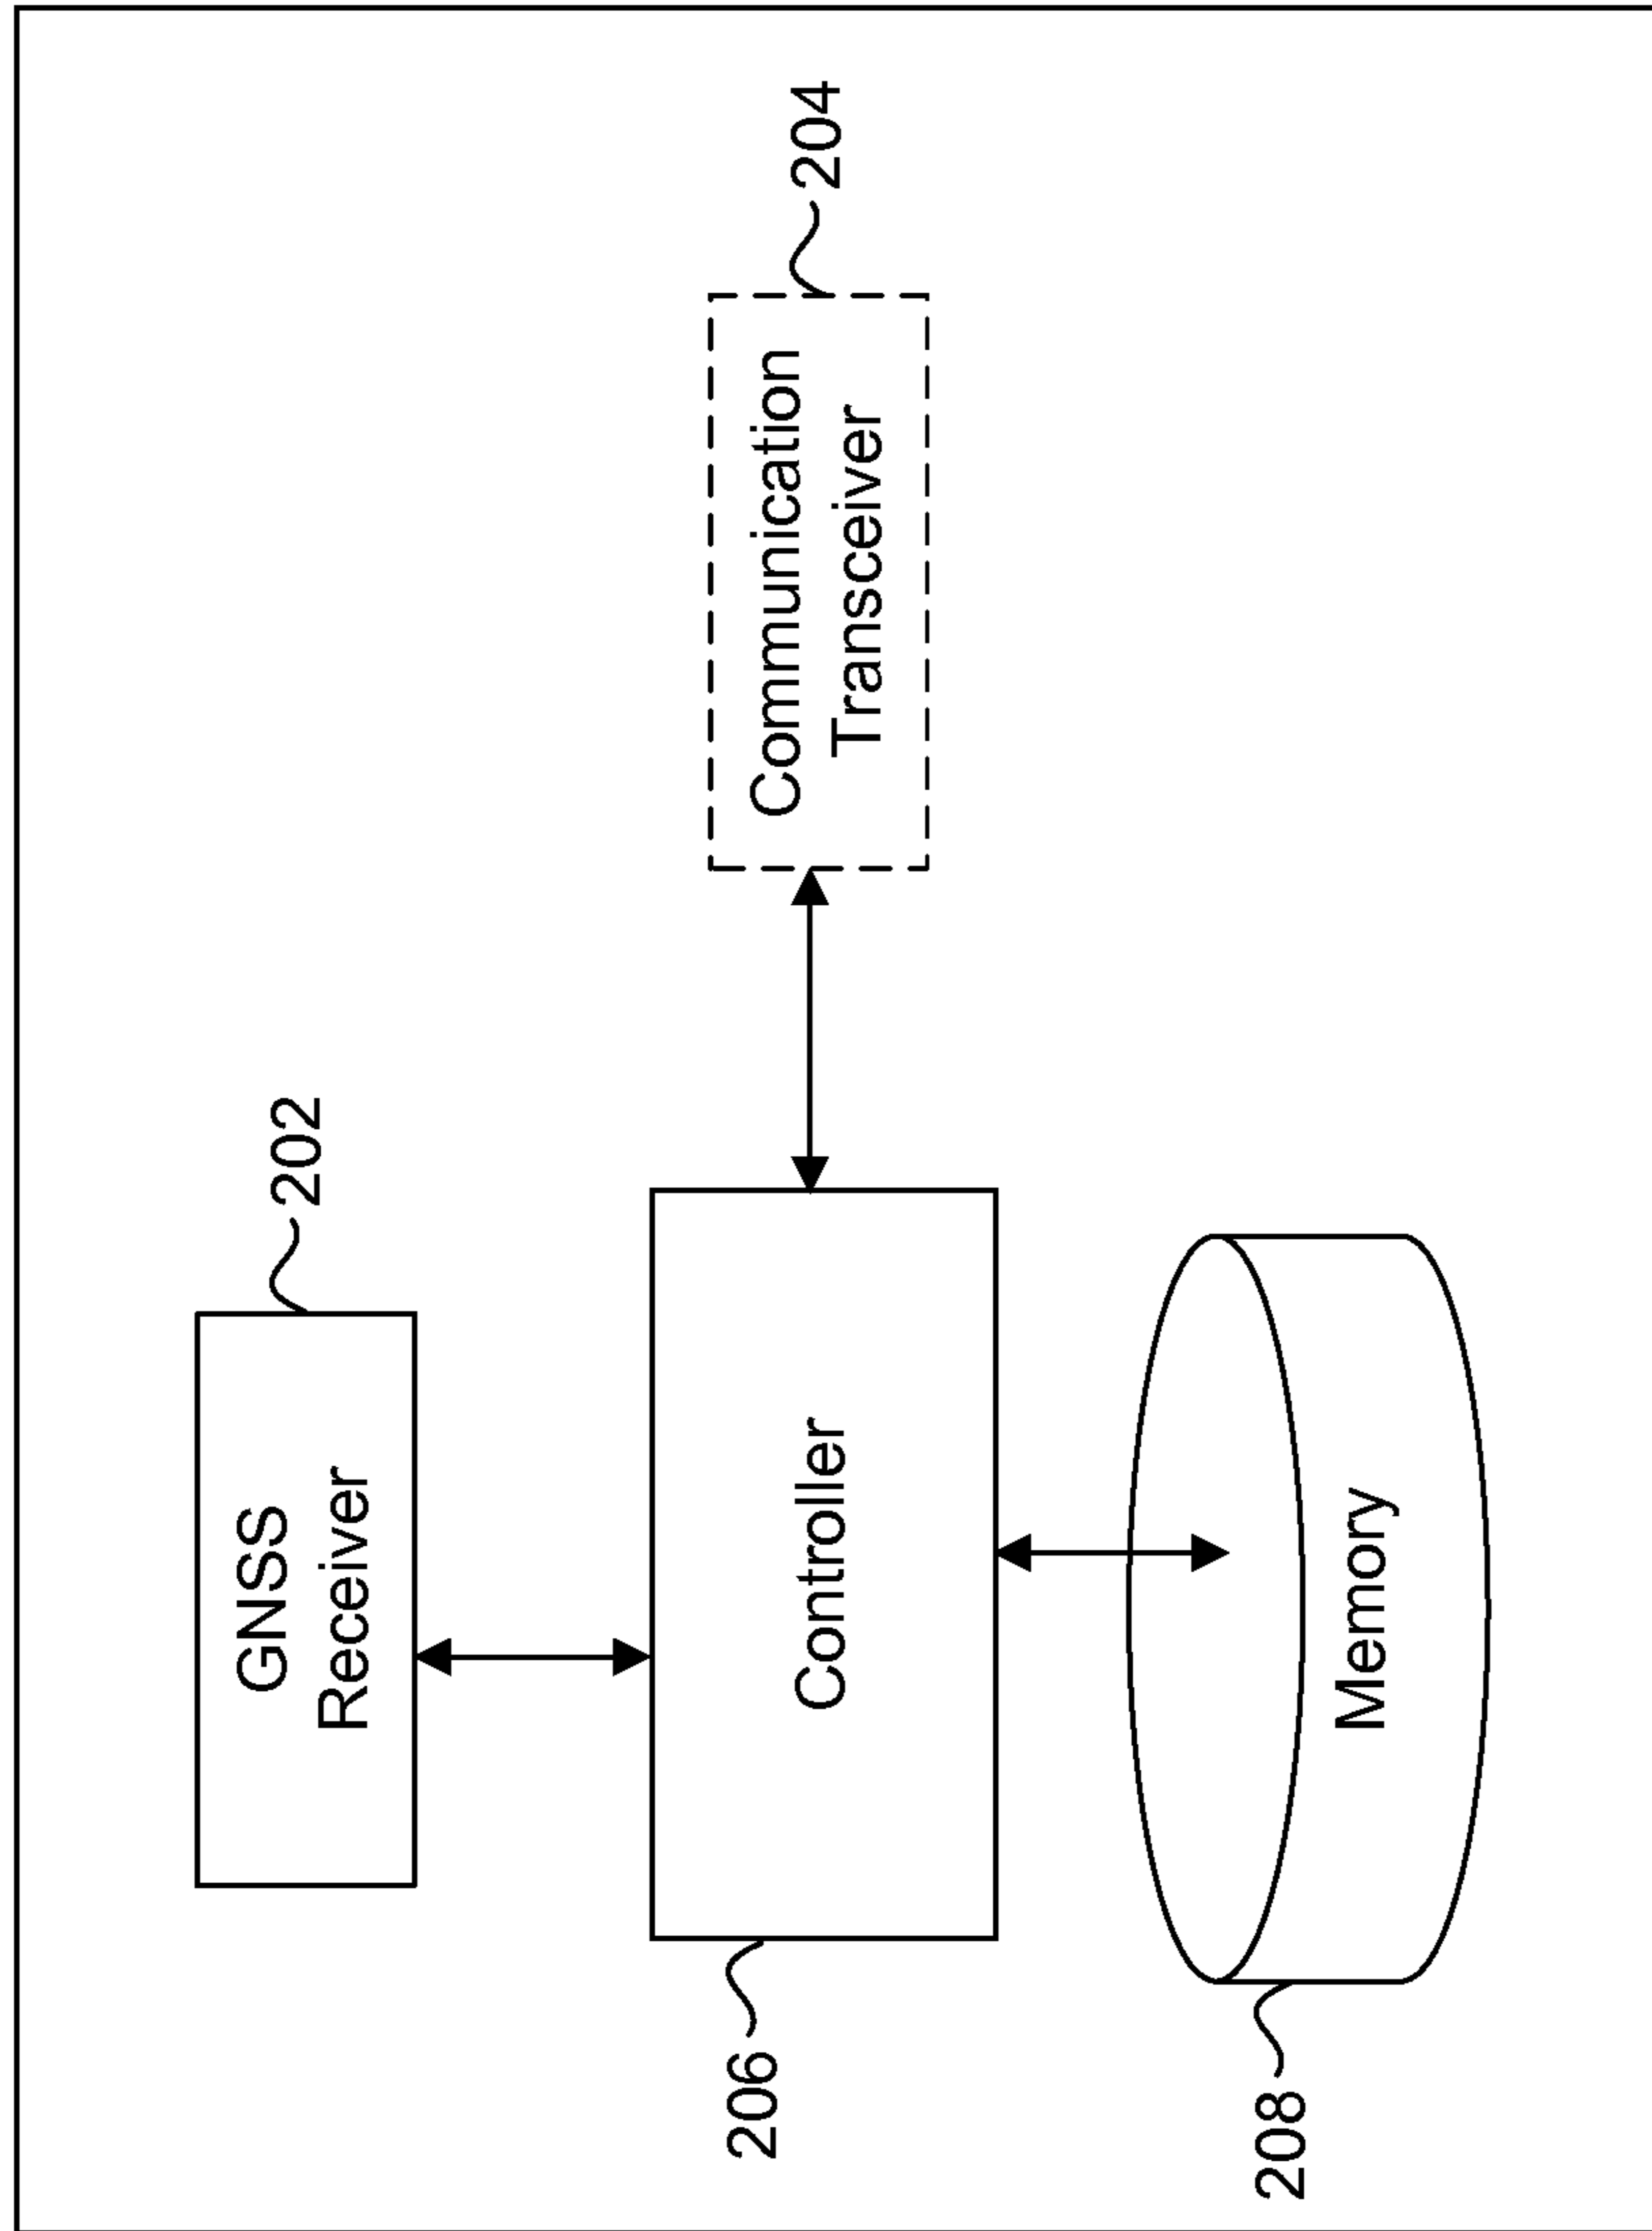 GNSS
Receiver
202
Communication
Transceiver
204
206
Controller
208
Memory